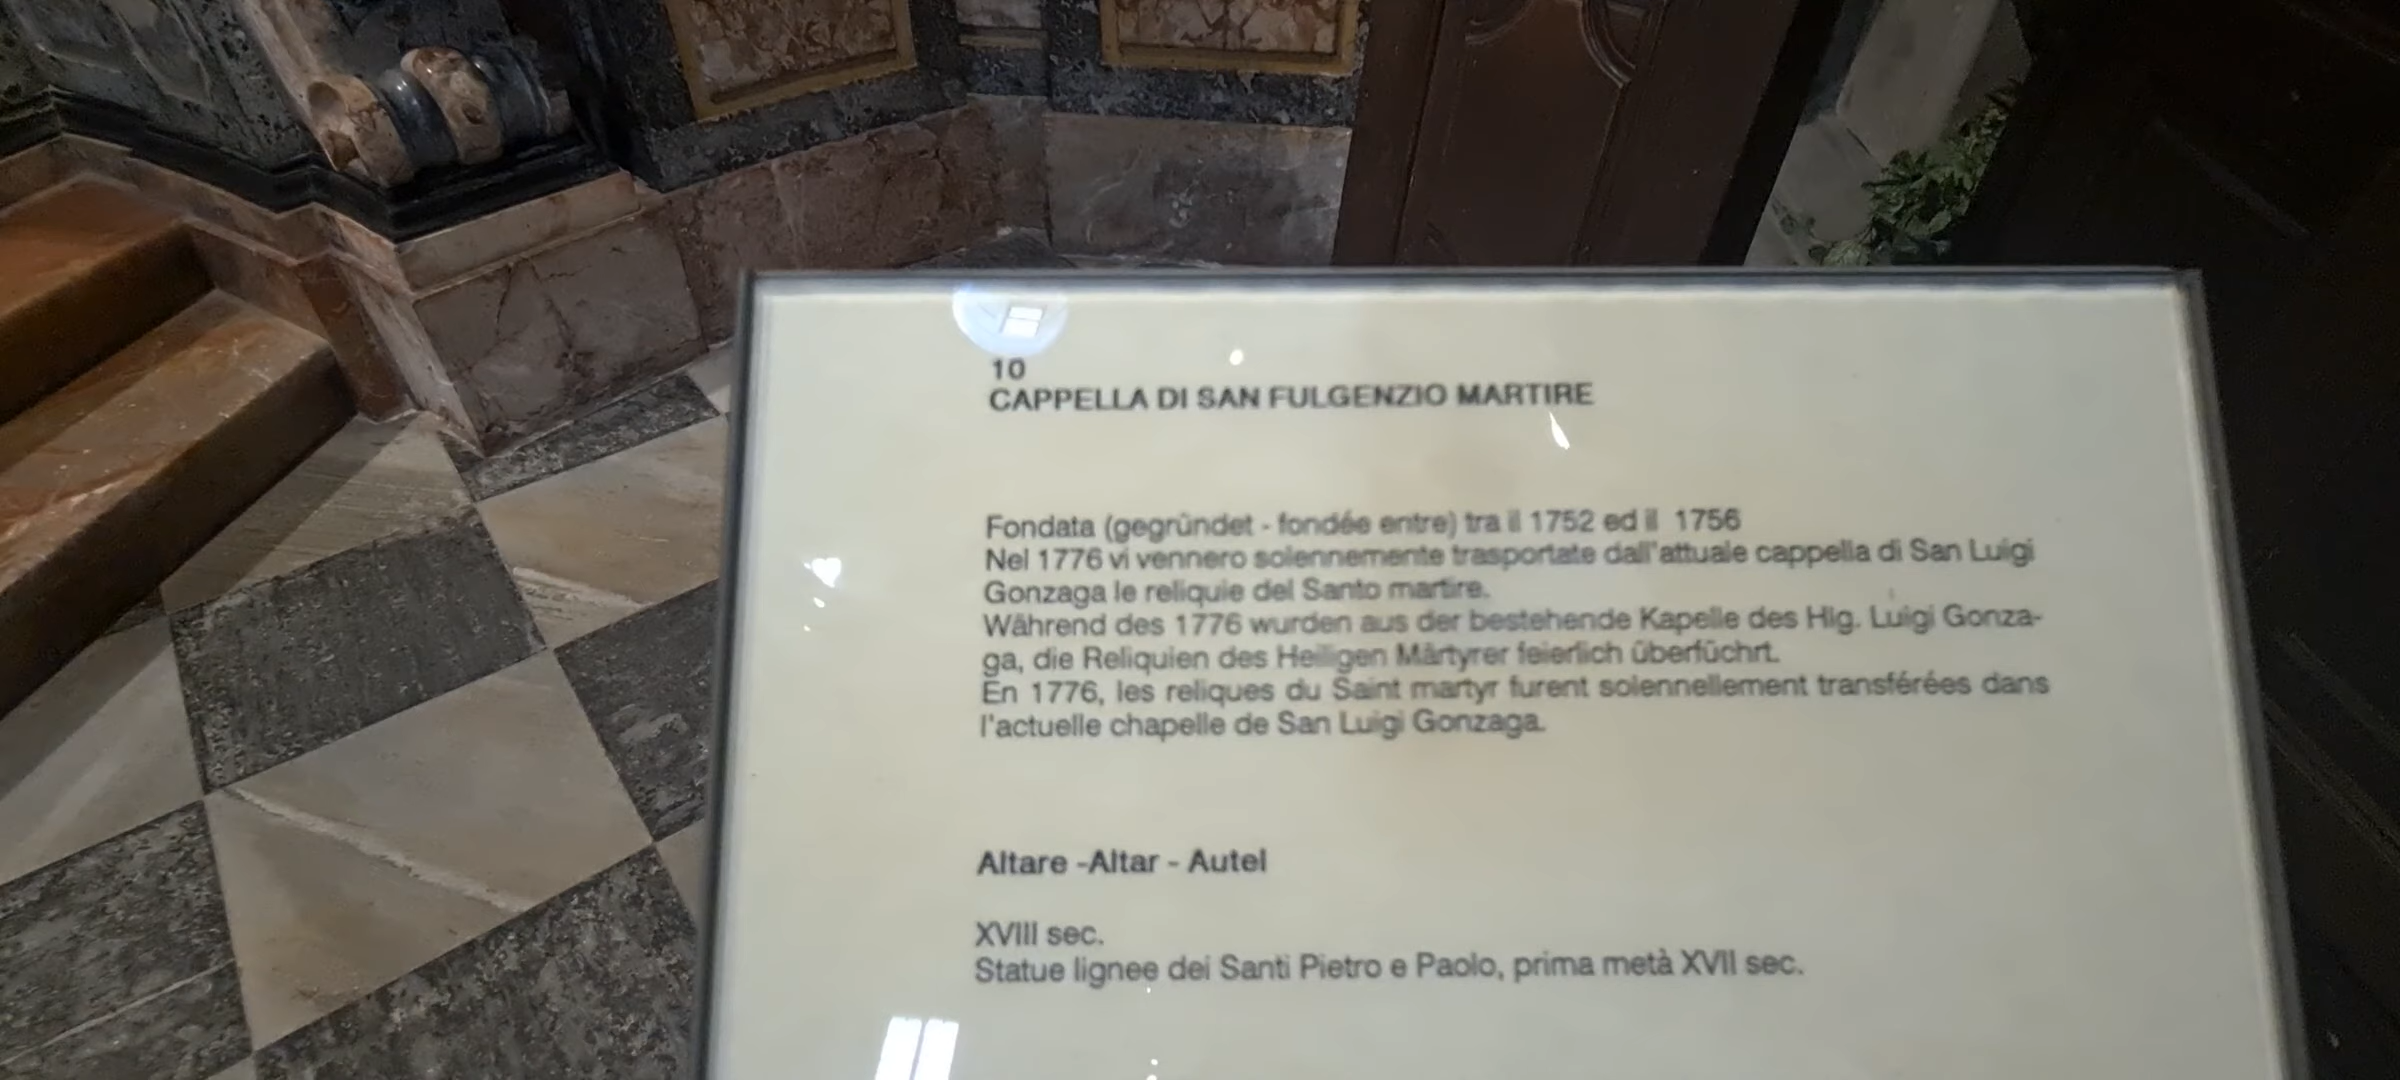 10
CAPPELLA DI SAN FULGENZIO MARTIRE
Fondata (gegründet - fondée entre) tra il 1752 ed il 1756
Nel 1776 vi vennero solennemente trasportate dall'attuale cappella di San Luigi
Gonzaga le reliquie del Santo martire.
Während des 1776 wurden aus der bestehende Kapelle des Hlg. Luigi Gonza-
ga, die Reliquien des Heiligen Märtyrer feierlich überfüchrt.
En 1776, les reliques du Saint martyr furent solennellement transférées dans
l'actuelle chapelle de San Luigi Gonzaga.
Altare -Altar - Autel
XVIII sec.
Statue lignee dei Santi Pietro e Paolo, prima metà XVII sec.